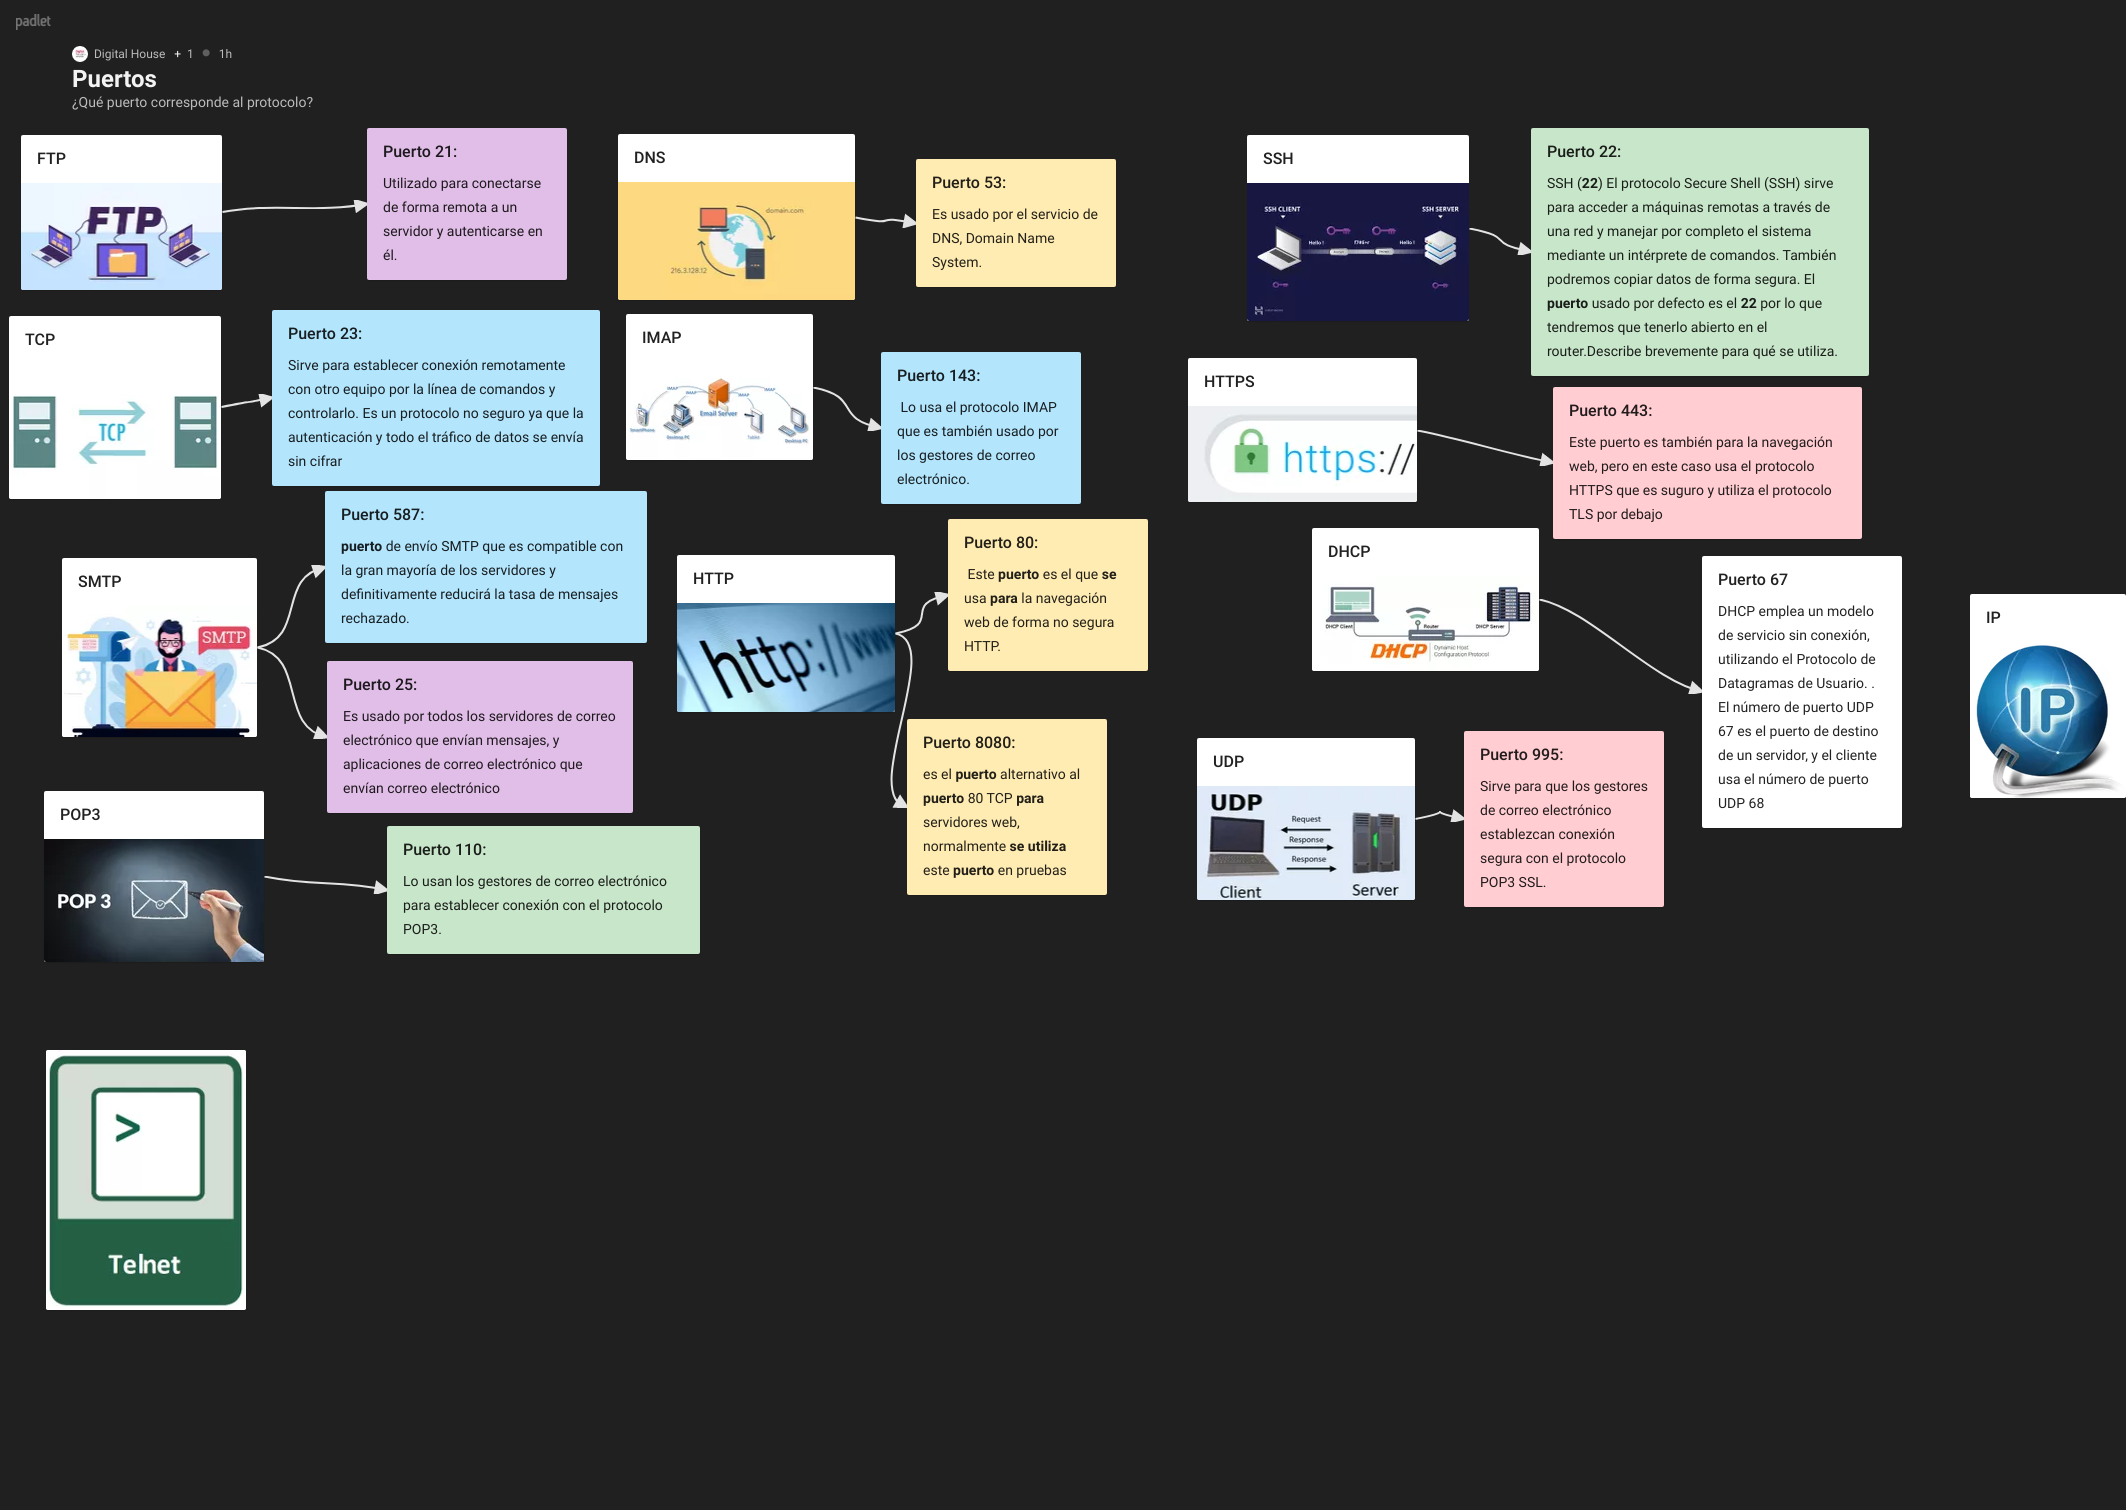 padlet
Digital House + 1 1h
Puertos
¿Qué puerto corresponde al protocolo?
FTP
FTP
Puerto 21:
Utilizado para conectarse
de forma remota a un
servidor y autenticarse en
él.
DNS
domain.com
216.3.128.12
Puerto 53:
Es usado por el servicio de
DNS, Domain Name
System.
SSH
SSH CLIENT
SSH SERVER
Hello !
Hello !
Puerto 22:
SSH (22) El protocolo Secure Shell (SSH) sirve
para acceder a máquinas remotas a través de
una red y manejar por completo el sistema
mediante un intérprete de comandos. También
podremos copiar datos de forma segura. El
puerto usado por defecto es el 22 por lo que
tendremos que tenerlo abierto en el
router.Describe brevemente para qué se utiliza.
TCP
TCP
Puerto 23:
Sirve para establecer conexión remotamente
con otro equipo por la línea de comandos y
controlarlo. Es un protocolo no seguro ya que la
autenticación y todo el tráfico de datos se envía
sin cifrar
IMAP
IMAP
IMAP
IMAP
IMAP
Email Server
SmartPhone
Desktop PC
Tablet
Desktop PC
Puerto 143:
Lo usa el protocolo IMAP
que es también usado por
los gestores de correo
electrónico.
HTTPS
https://
Puerto 443:
Este puerto es también para la navegación
web, pero en este caso usa el protocolo
HTTPS que es suguro y utiliza el protocolo
TLS por debajo
SMTP
SMTP
Puerto 587:
puerto de envío SMTP que es compatible con
la gran mayoría de los servidores y
definitivamente reducirá la tasa de mensajes
rechazado.
Puerto 25:
Es usado por todos los servidores de correo
electrónico que envían mensajes, y
aplicaciones de correo electrónico que
envían correo electrónico
HTTP
http://www
Puerto 80:
Este puerto es el que se
usa para la navegación
web de forma no segura
HTTP.
Puerto 8080:
es el puerto alternativo al
puerto 80 TCP para
servidores web,
normalmente se utiliza
este puerto en pruebas
DHCP
DHCP Client
Router
DHCP Server
DHCP
Dynamic Host
Configuration Protocol
Puerto 67
DHCP emplea un modelo
de servicio sin conexión,
utilizando el Protocolo de
Datagramas de Usuario. .
El número de puerto UDP
67 es el puerto de destino
de un servidor, y el cliente
usa el número de puerto
UDP 68
IP
IP
UDP
UDP
Request
Response
Response
Client
Server
Puerto 995:
Sirve para que los gestores
de correo electrónico
establezcan conexión
segura con el protocolo
POP3 SSL.
POP3
POP 3
Puerto 110:
Lo usan los gestores de correo electrónico
para establecer conexión con el protocolo
POP3.
>
Telnet